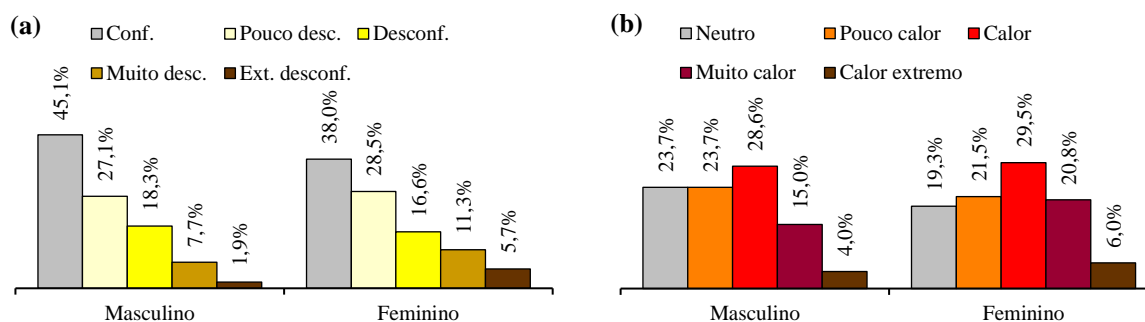 (a)
Conf. Pouco desc. Desconf.
Muito desc. Ext. desconf.
45,1% 27,1% 18,3% 7,7% 1,9%
38,0% 28,5% 16,6% 11,3% 5,7%
Masculino Feminino
(b)
Neutro Pouco calor Calor
Muito calor Calor extremo
23,7% 23,7% 28,6% 15,0% 4,0%
19,3% 21,5% 29,5% 20,8% 6,0%
Masculino Feminino